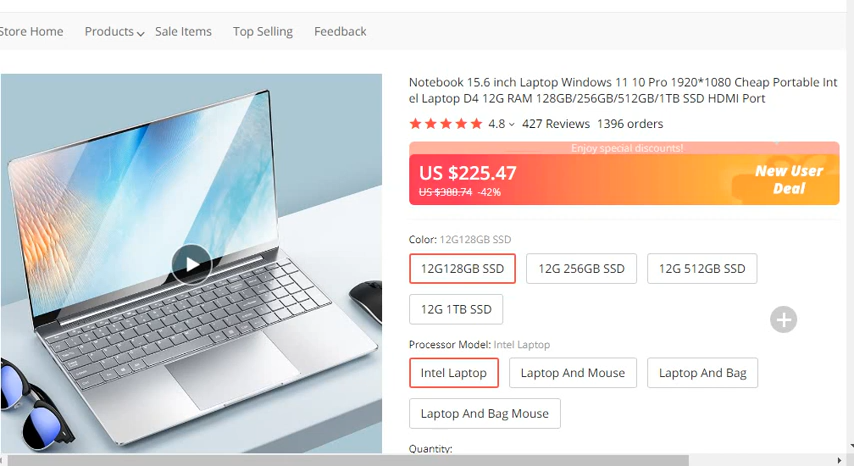 Store Home Products Sale Items Top Selling Feedback
Notebook 15.6 inch Laptop Windows 11 10 Pro 1920*1080 Cheap Portable Int
el Laptop D4 12G RAM 128GB/256GB/512GB/1TB SSD HDMI Port
4.8 427 Reviews 1396 orders
Enjoy special discounts!
US $225.47
US $388.74 -42%
New User
Deal
Color: 12G128GB SSD
12G128GB SSD 12G 256GB SSD 12G 512GB SSD
12G 1TB SSD
Processor Model: Intel Laptop
Intel Laptop Laptop And Mouse Laptop And Bag
Laptop And Bag Mouse
Quantity: